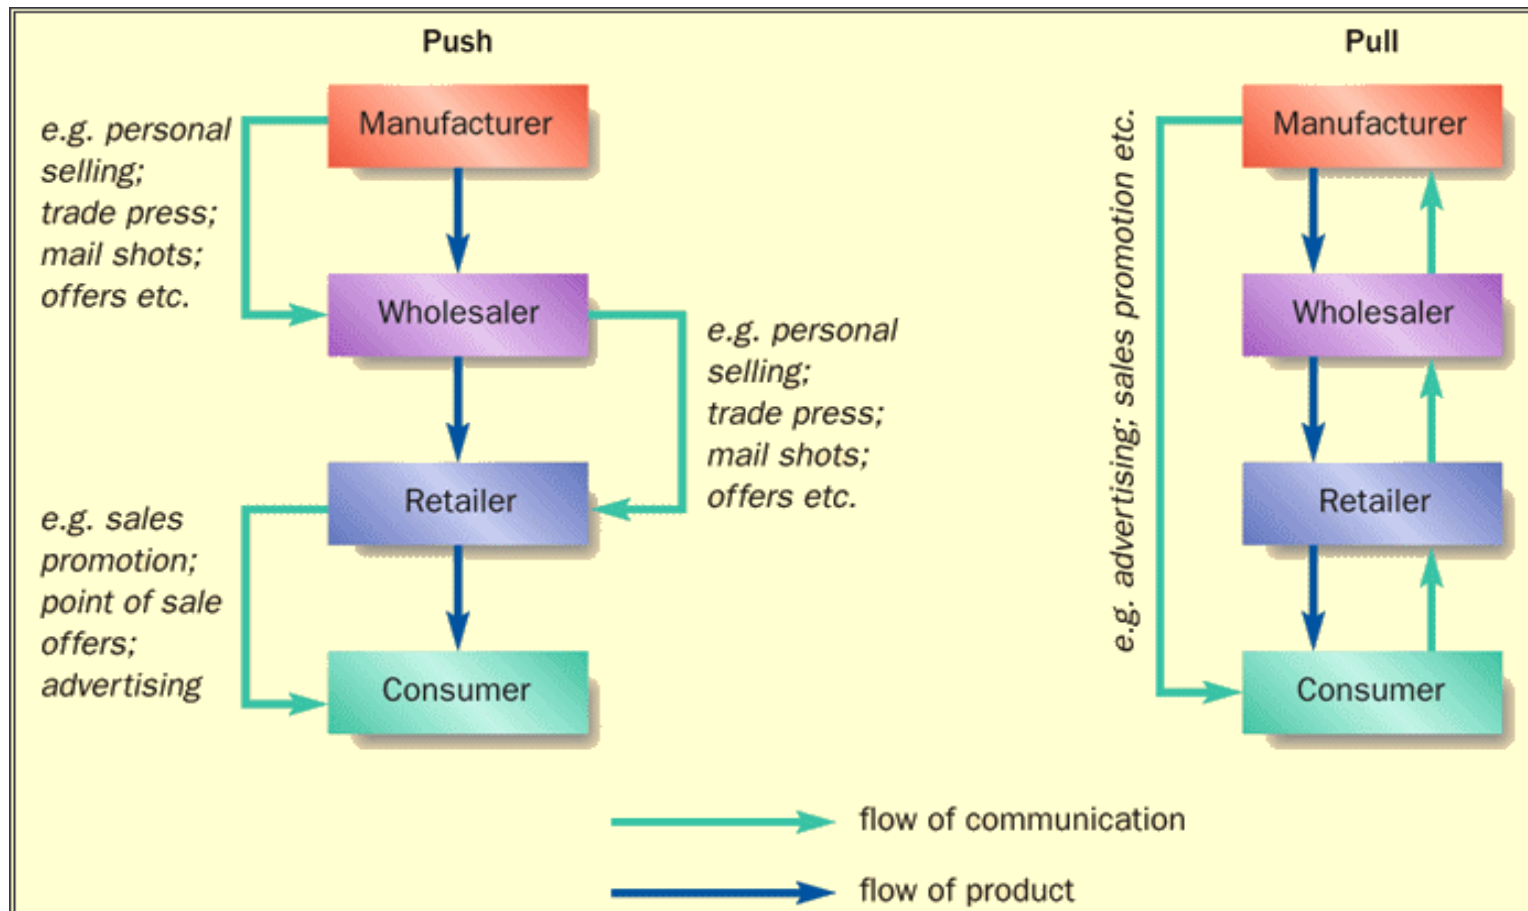 Push
Manufacturer
e.g. personal
selling;
trade press;
mail shots;
offers etc.
Wholesaler
e.g. personal
selling;
trade press;
mail shots;
offers etc.
Retailer
e.g. sales
promotion;
point of sale
offers;
advertising
Consumer
Pull
Manufacturer
e.g. advertising; sales promotion etc.
Wholesaler
Retailer
Consumer
flow of communication
flow of product